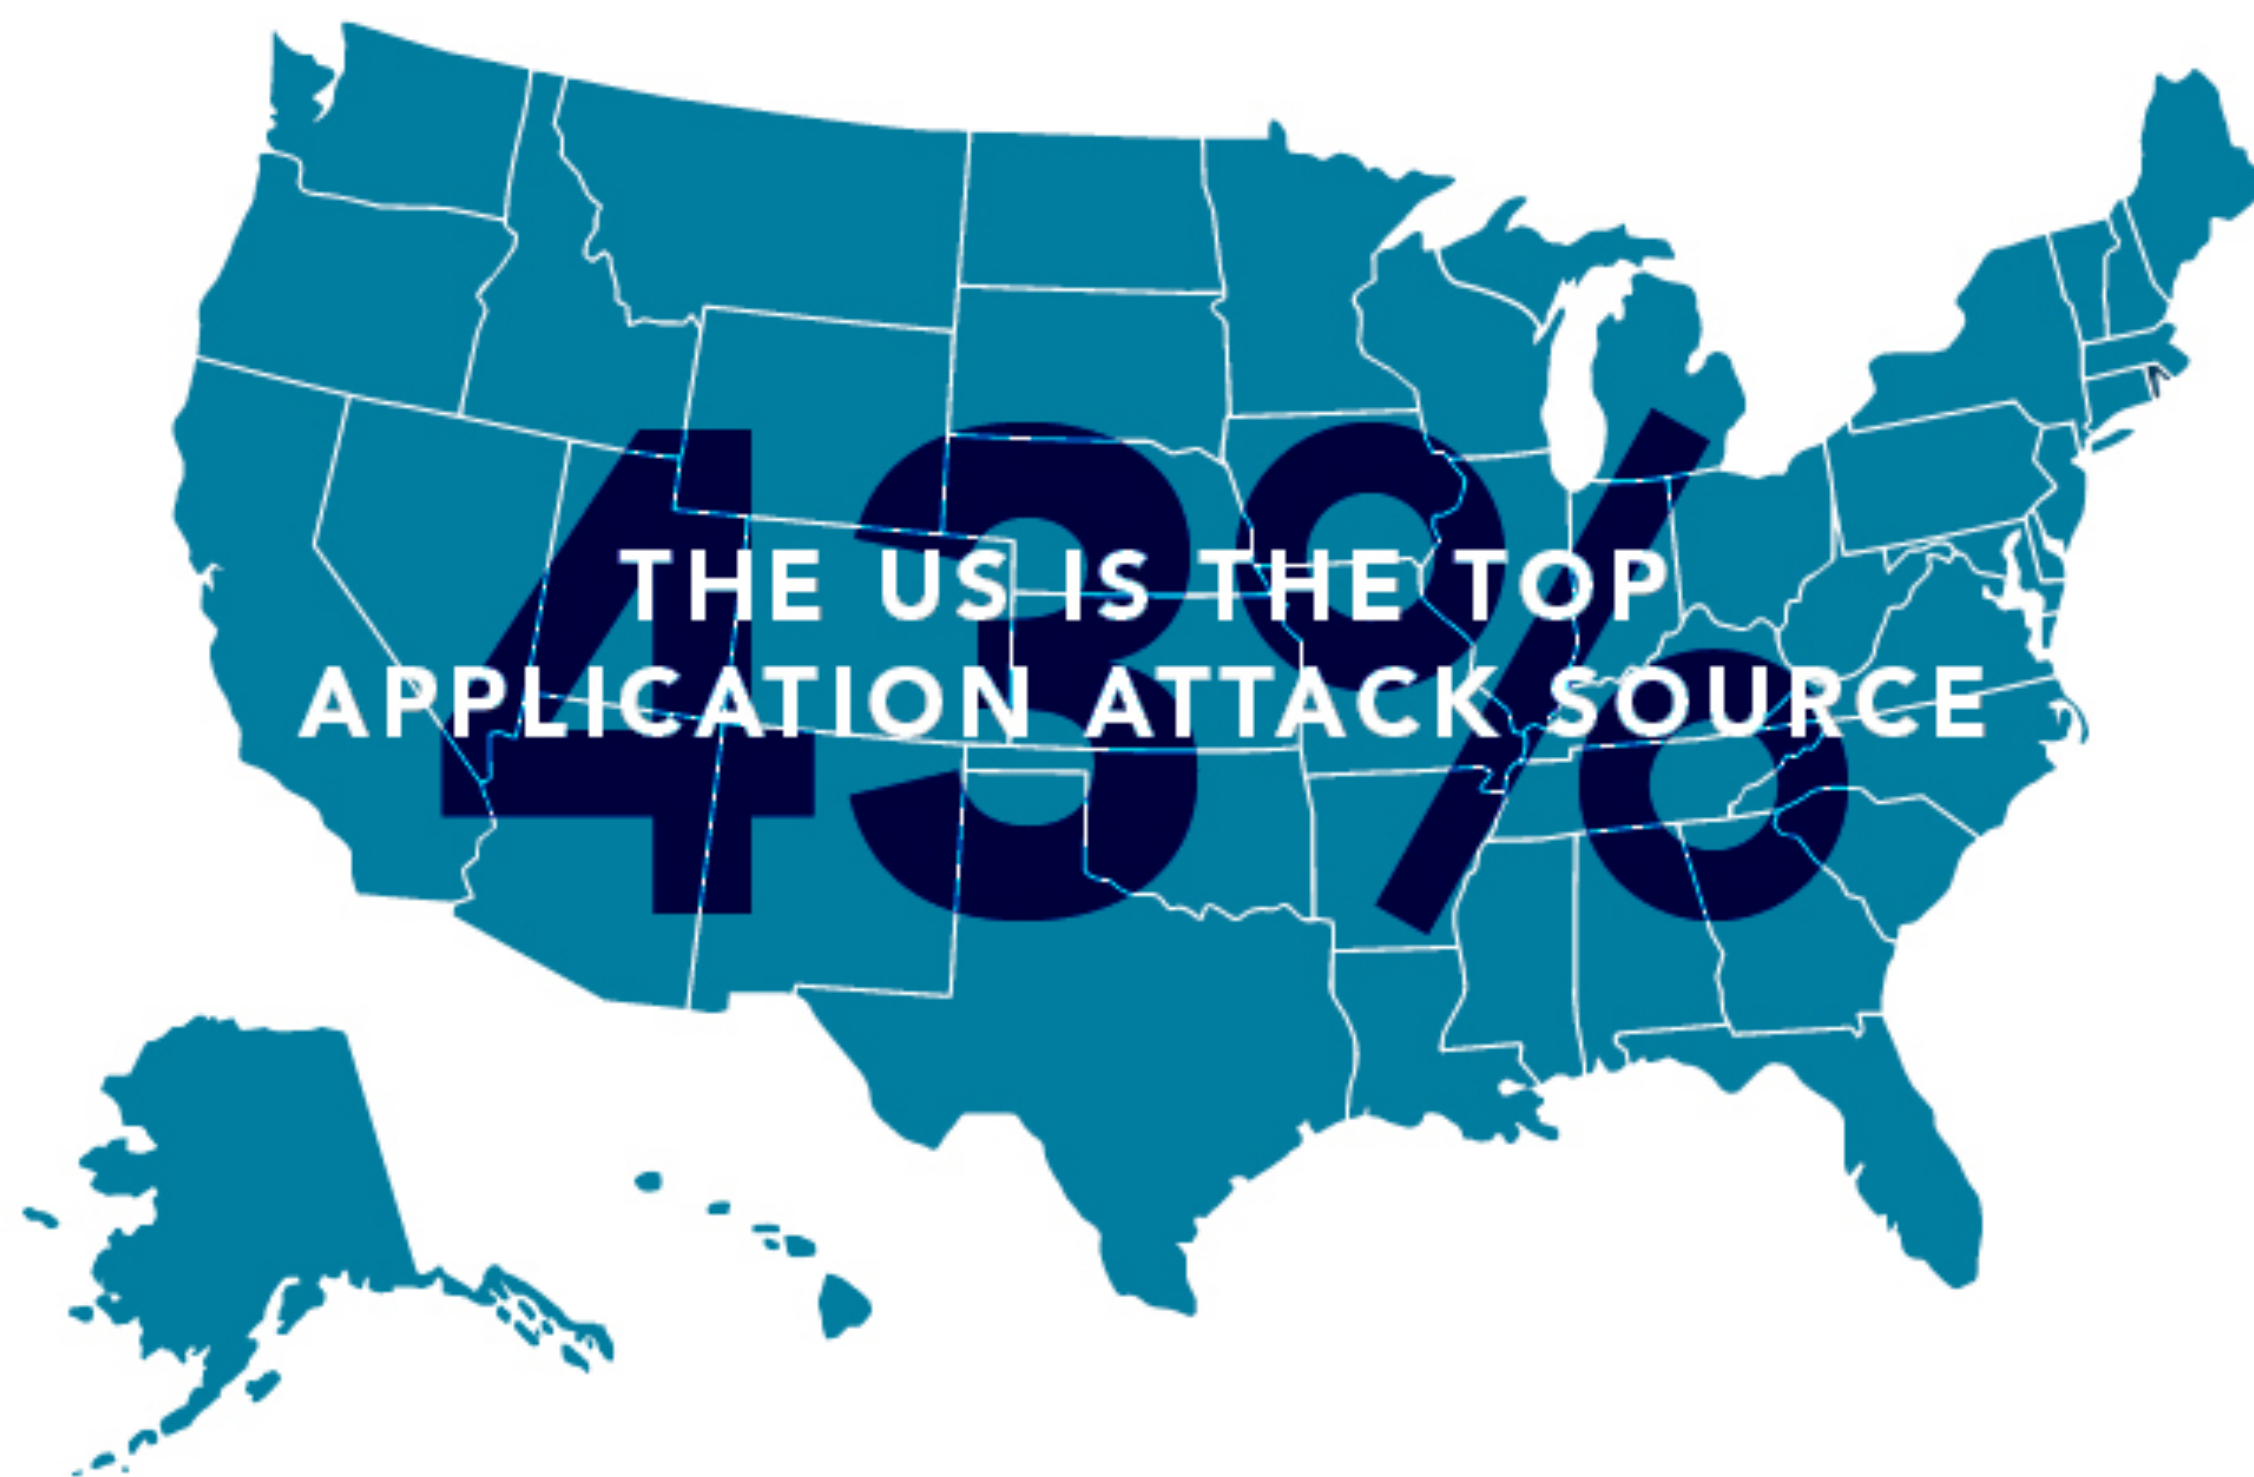 43%
THE US IS THE TOP
APPLICATION ATTACK SOURCE